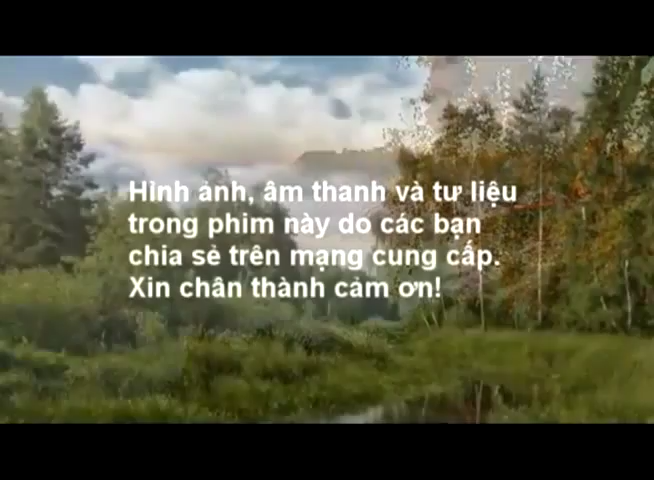 Hình ảnh, âm thanh và tư liệu
trong phim này do các bạn
chia sẻ trên mạng cung cấp.
Xin chân thành cảm ơn!